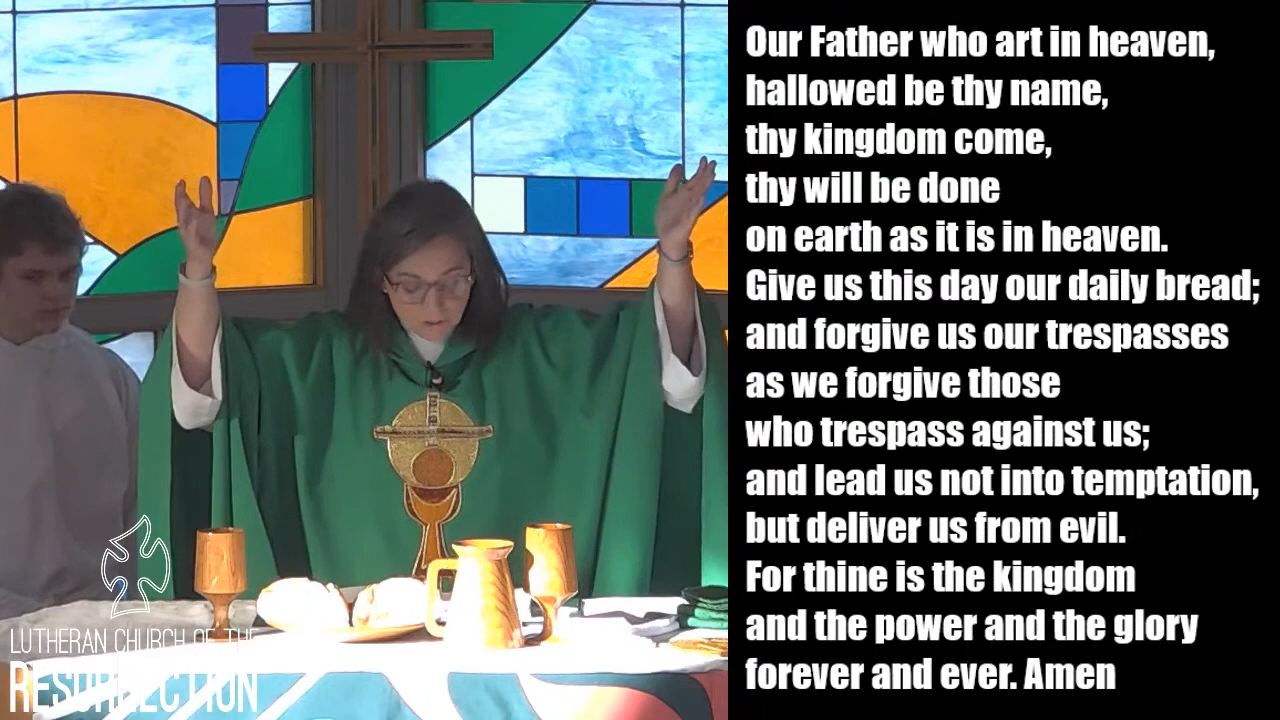 Our Father who art in heaven,
hallowed be thy name,
thy kingdom come,
thy will be done
on earth as it is in heaven.
Give us this day our daily bread;
and forgive us our trespasses
as we forgive those
who trespass against us;
and lead us not into temptation,
but deliver us from evil.
For thine is the kingdom
and the power and the glory
forever and ever. Amen
LUTHERAN CHURCH OF THE
RESURRECTION